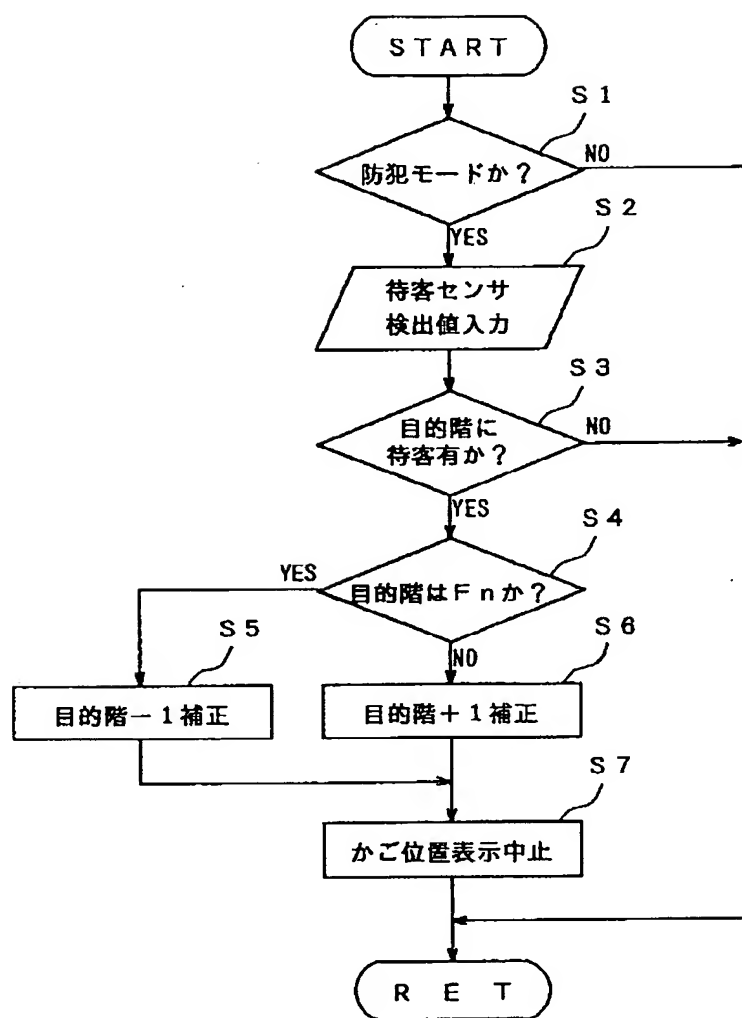 START
S1
防犯モードか?
NO
YES
S2
待客センサ
検出値入力
S3
目的階に
待客有か?
NO
YES
S4
目的階はFnか?
YES
NO
S5
目的階-1補正
S6
目的階+1補正
S7
かご位置表示中止
RET